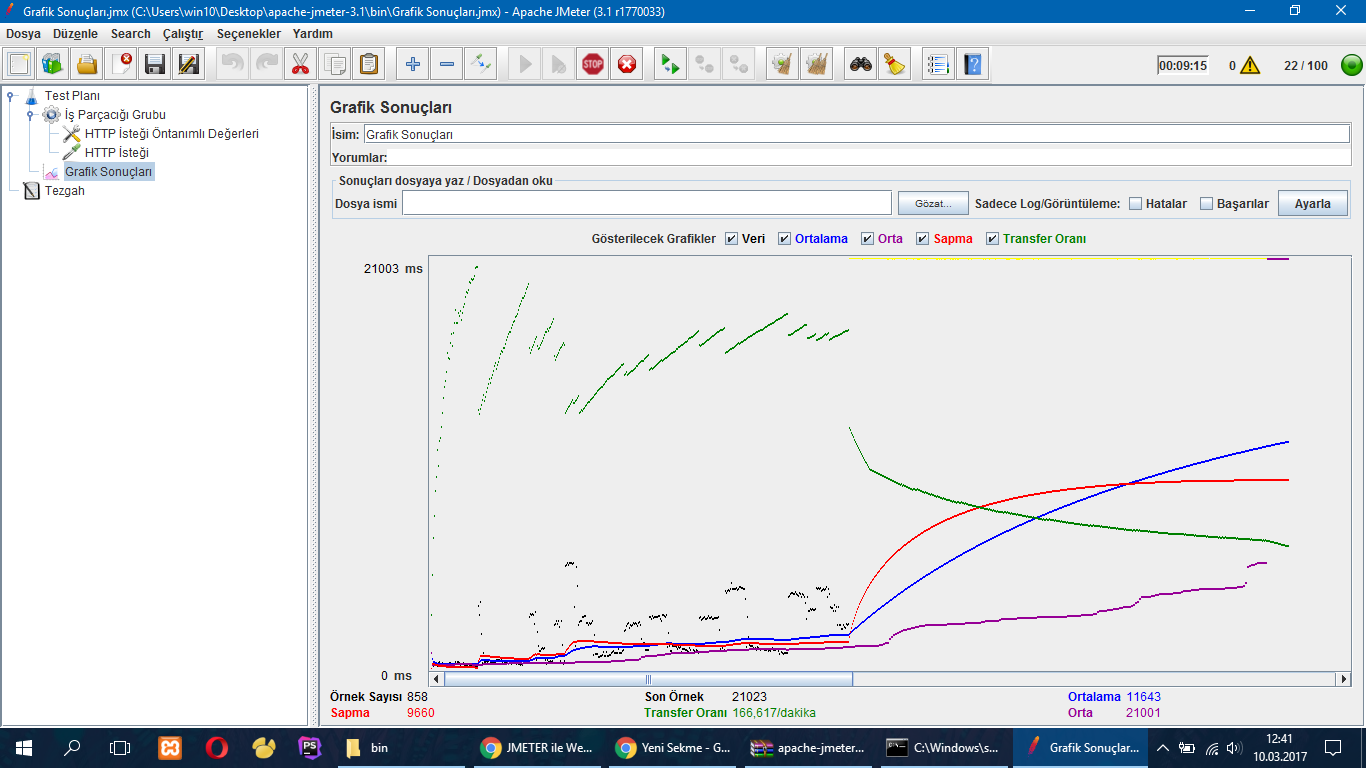 Grafik Sonuçları.jmx (C:\Users\win10\Desktop\apache-jmeter-3.1\bin\Grafik Sonuçları.jmx) - Apache JMeter (3.1 r1770033)
Dosya Düzenle Search Çalıştır Seçenekler Yardım
STOP 00:09:15 0 22 / 100
Test Planı
İş Parçacığı Grubu
HTTP İsteği Öntanımlı Değerleri
HTTP İsteği
Grafik Sonuçları
Tezgah
Grafik Sonuçları
İsim: Grafik Sonuçları
Yorumlar:
Sonuçları dosyaya yaz / Dosyadan oku
Dosya ismi Gözat... Sadece Log/Görüntüleme: Hatalar Başarılar Ayarla
Gösterilecek Grafikler Veri Ortalama Orta Sapma Transfer Oranı
21003 ms
0 ms
Örnek Sayısı 858 Son Örnek 21023 Ortalama 11643
Sapma 9660 Transfer Oranı 166,617/dakika Orta 21001
PS bin JMETER ile We... Yeni Sekme - G... apache-jmeter... C:\Windows\s... Grafik Sonuçlar... 12:41
10.03.2017